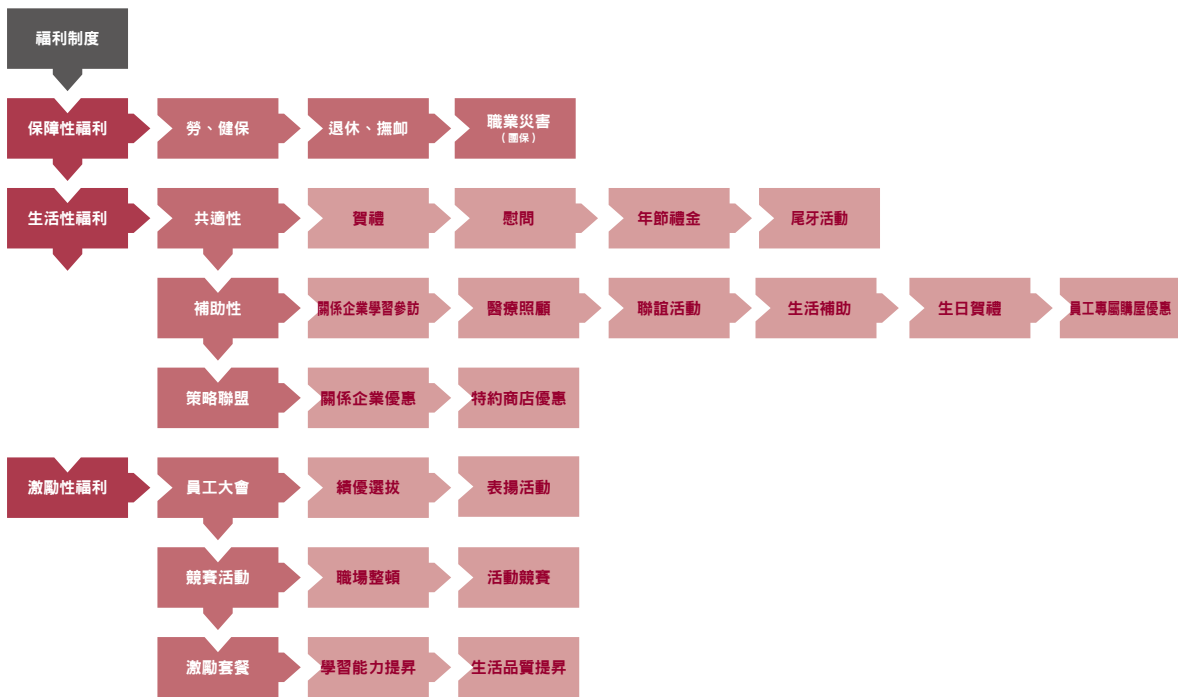 福利制度
保障性福利
勞、健保
退休、撫卹
職業災害
（團保）
生活性福利
共適性
賀禮
慰問
年節禮金
尾牙活動
補助性
關係企業學習參訪
醫療照顧
聯誼活動
生活補助
生日賀禮
員工專屬購屋優惠
策略聯盟
關係企業優惠
特約商店優惠
激勵性福利
員工大會
績優選拔
表揚活動
競賽活動
職場整頓
活動競賽
激勵套餐
學習能力提昇
生活品質提昇